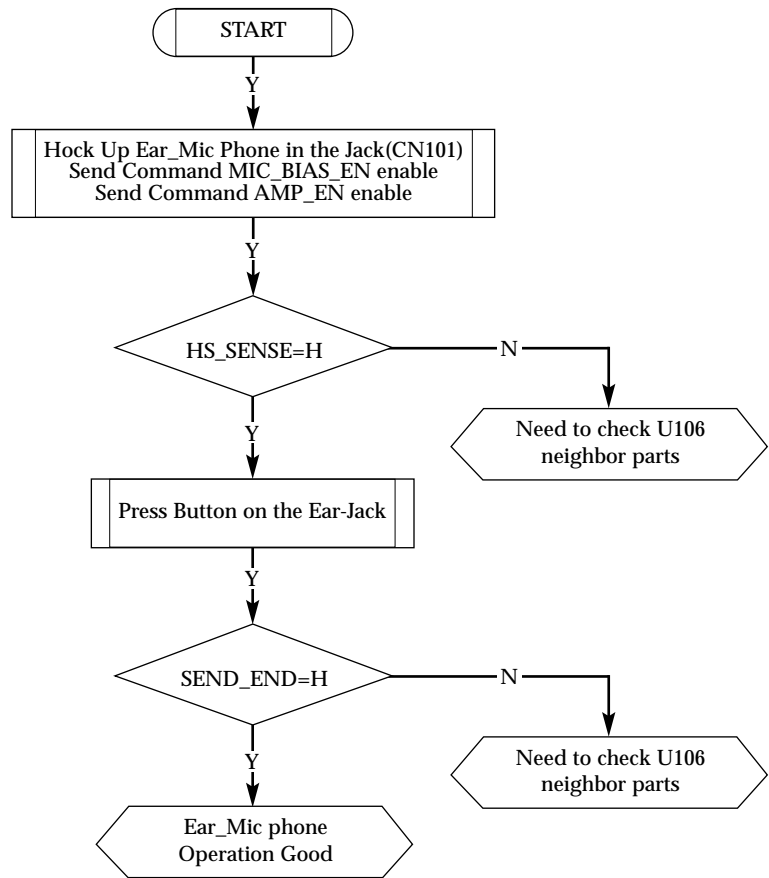 START
Y
Hock Up Ear_Mic Phone in the Jack(CN101)
Send Command MIC_BIAS_EN enable
Send Command AMP_EN enable
Y
HS_SENSE=H
N
Need to check U106
neighbor parts
Y
Press Button on the Ear-Jack
Y
SEND_END=H
N
Need to check U106
neighbor parts
Y
Ear_Mic phone
Operation Good